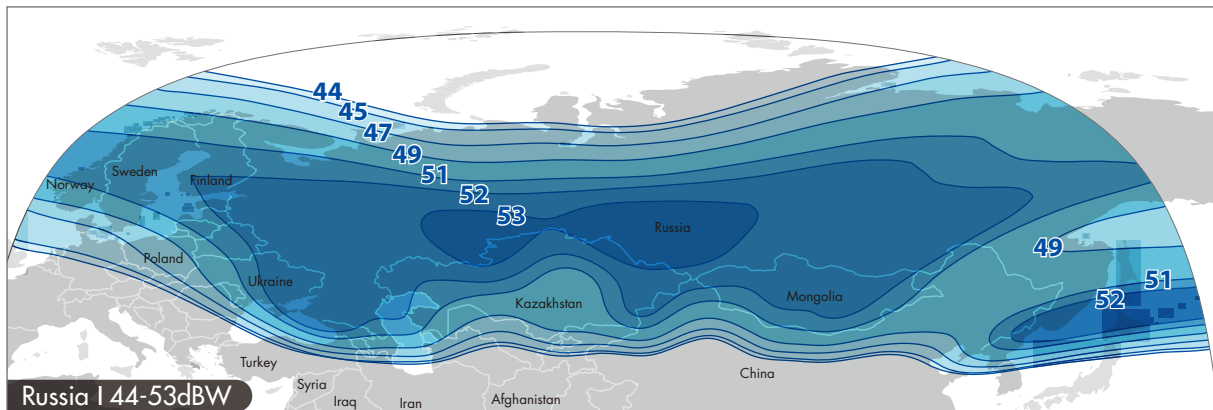 44
45
47
49
51
52
53
49
51
52
Norway
Sweden
Finland
Russia
Poland
Ukraine
Kazakhstan
Mongolia
Turkey
Syria
Iraq
Iran
Afghanistan
China
Russia I 44-53dBW